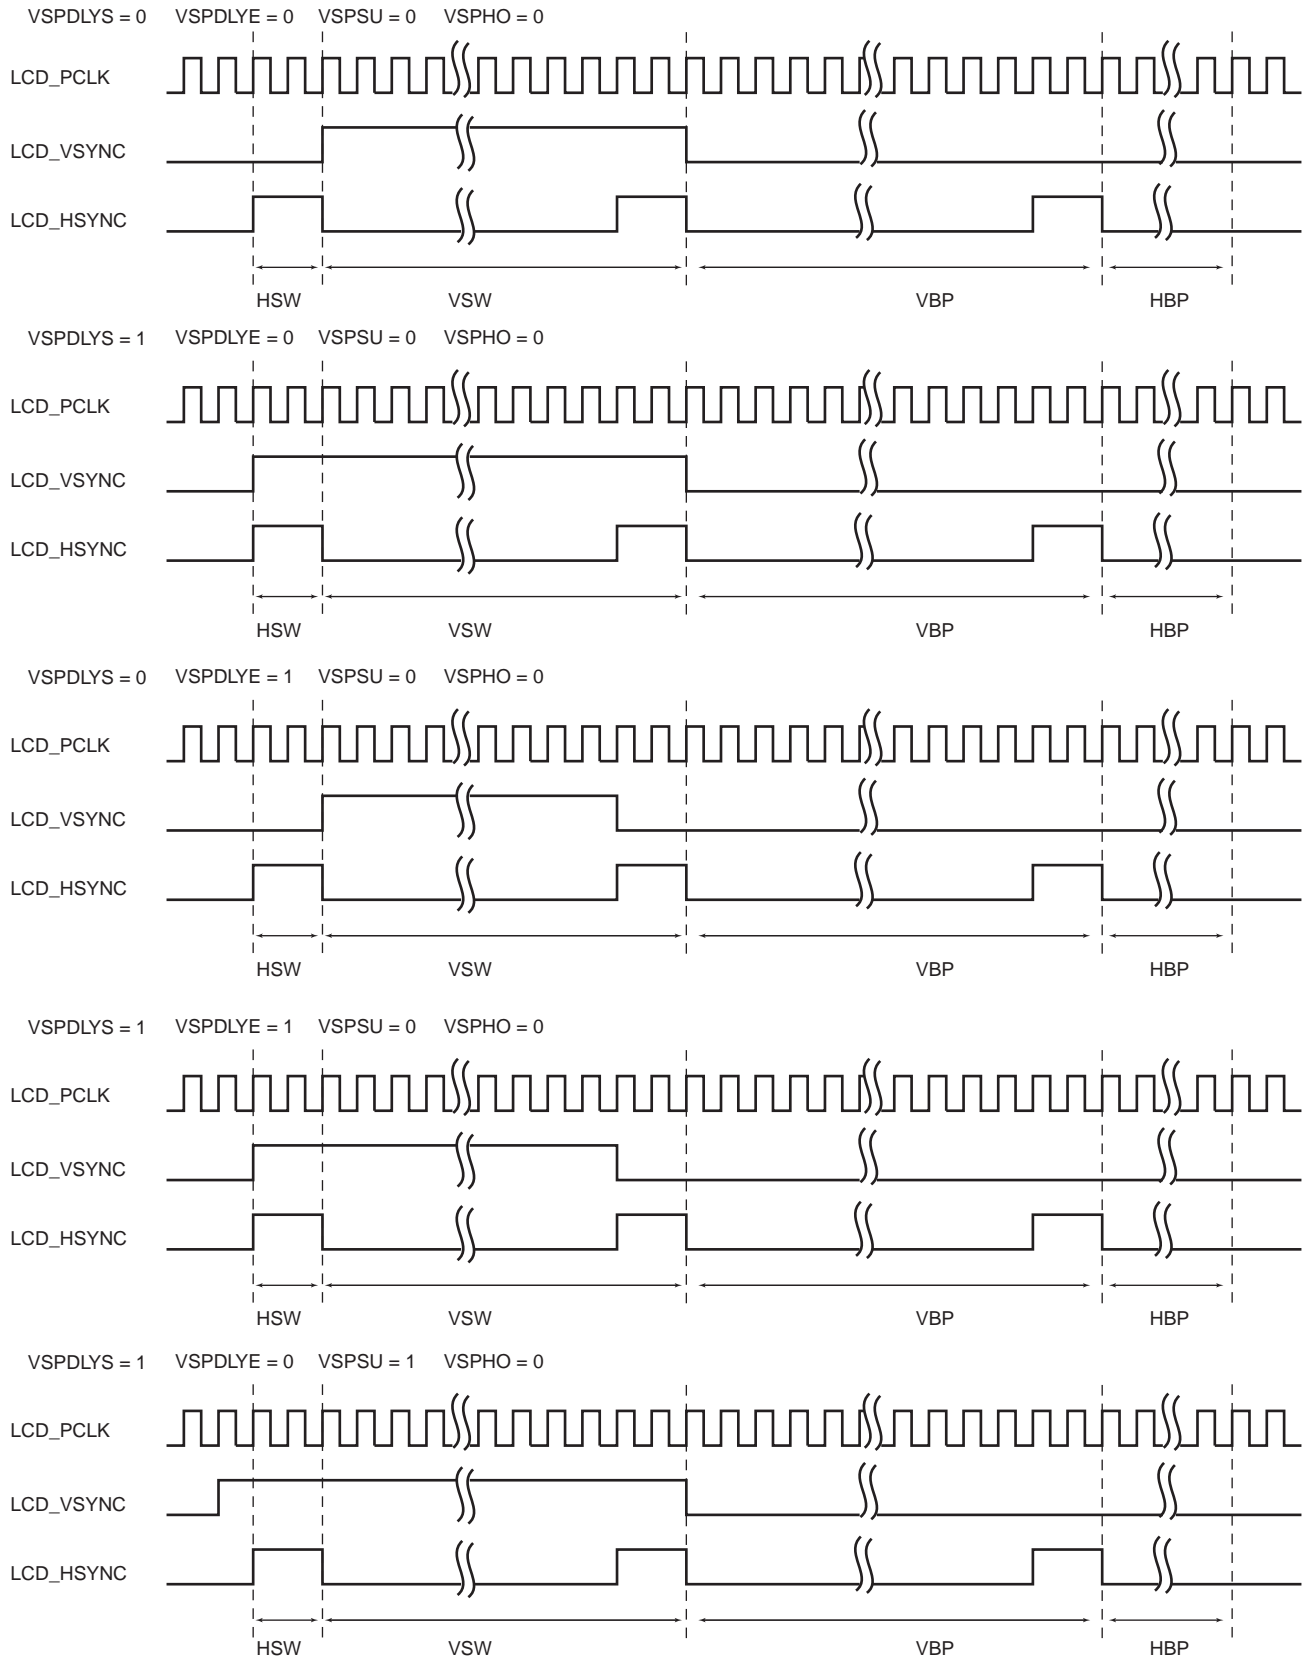 VSPDLYS = 0 VSPDLYE = 0 VSPSU = 0 VSPHO = 0
LCD_PCLK
LCD_VSYNC
LCD_HSYNC
HSW VSW VBP HBP
VSPDLYS = 1 VSPDLYE = 0 VSPSU = 0 VSPHO = 0
LCD_PCLK
LCD_VSYNC
LCD_HSYNC
HSW VSW VBP HBP
VSPDLYS = 0 VSPDLYE = 1 VSPSU = 0 VSPHO = 0
LCD_PCLK
LCD_VSYNC
LCD_HSYNC
HSW VSW VBP HBP
VSPDLYS = 1 VSPDLYE = 1 VSPSU = 0 VSPHO = 0
LCD_PCLK
LCD_VSYNC
LCD_HSYNC
HSW VSW VBP HBP
VSPDLYS = 1 VSPDLYE = 0 VSPSU = 1 VSPHO = 0
LCD_PCLK
LCD_VSYNC
LCD_HSYNC
HSW VSW VBP HBP